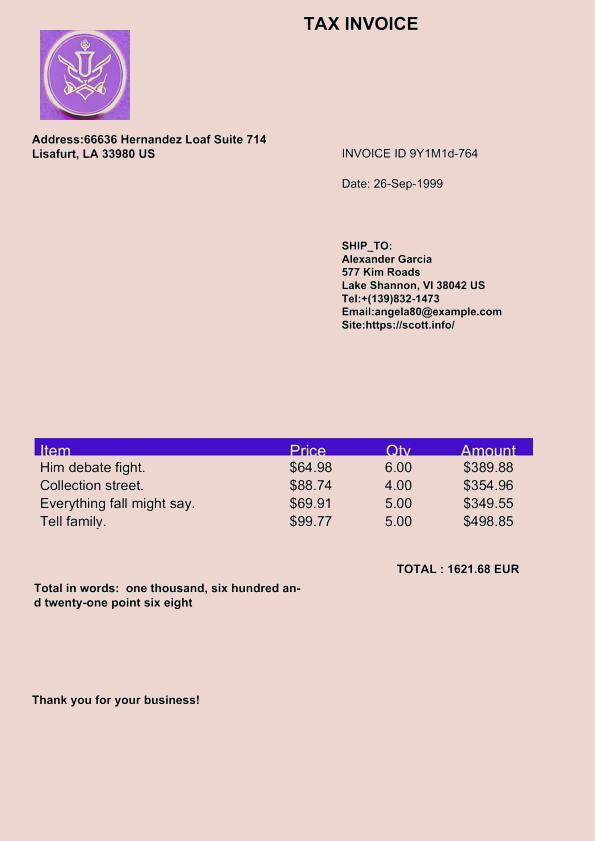 TAX INVOICE
Address:66636 Hernandez Loaf Suite 714
Lisafurt, LA 33980 US
INVOICE ID 9Y1M1d-764
Date: 26-Sep-1999
SHIP_TO:
Alexander Garcia
577 Kim Roads
Lake Shannon, VI 38042 US
Tel:+(139)832-1473
Email:angela80@example.com
Site:https://scott.info/
Item Price Qty Amount
Him debate fight. $64.98 6.00 $389.88
Collection street. $88.74 4.00 $354.96
Everything fall might say. $69.91 5.00 $349.55
Tell family. $99.77 5.00 $498.85
TOTAL : 1621.68 EUR
Total in words: one thousand, six hundred an-
d twenty-one point six eight
Thank you for your business!